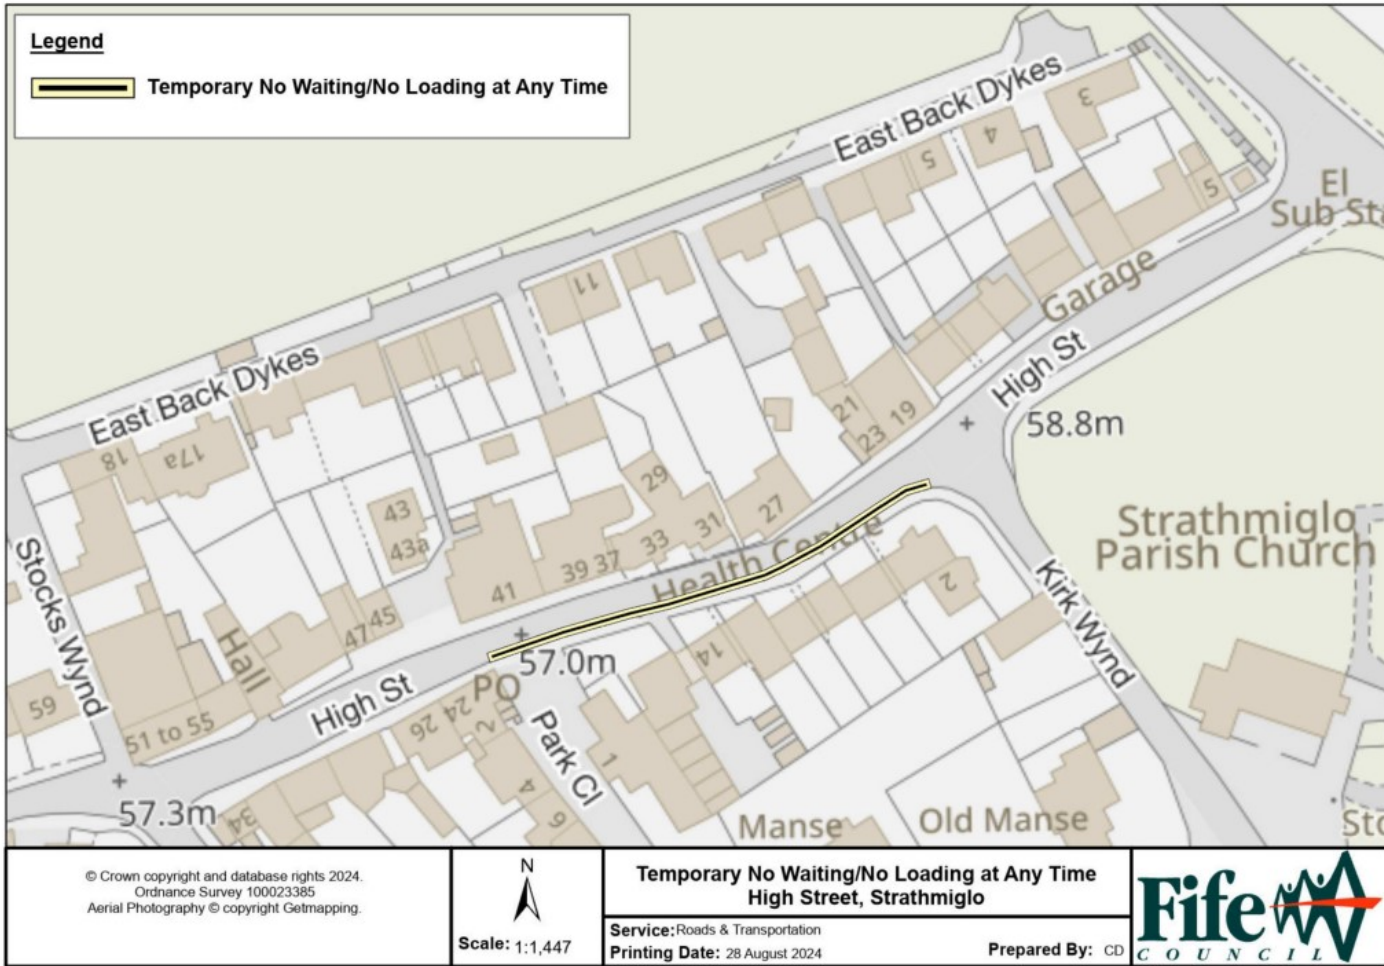 Legend
Temporary No Waiting/No Loading at Any Time
East Back Dykes
3
4
5
5
El
Sub Sta
11
Garage
High St
East Back Dykes
58.8m
21
19
23
18
17a
29
Strathmiglo
Parish Church
43
43a
27
31
33
Health Centre
39 37
41
2
Stocks Wynd
Kirk Wynd
45
47
14
Hall
57.0m
PO
High St
59
24
26
2
51 to 55
Park Cl
1
4
6
57.3m
34
Manse
Old Manse
Sto
© Crown copyright and database rights 2024.
Ordnance Survey 100023385
Aerial Photography © copyright Getmapping.
N
Scale: 1:1,447
Temporary No Waiting/No Loading at Any Time
High Street, Strathmiglo
Service: Roads & Transportation
Printing Date: 28 August 2024
Prepared By: CD
Fife
COUNCIL